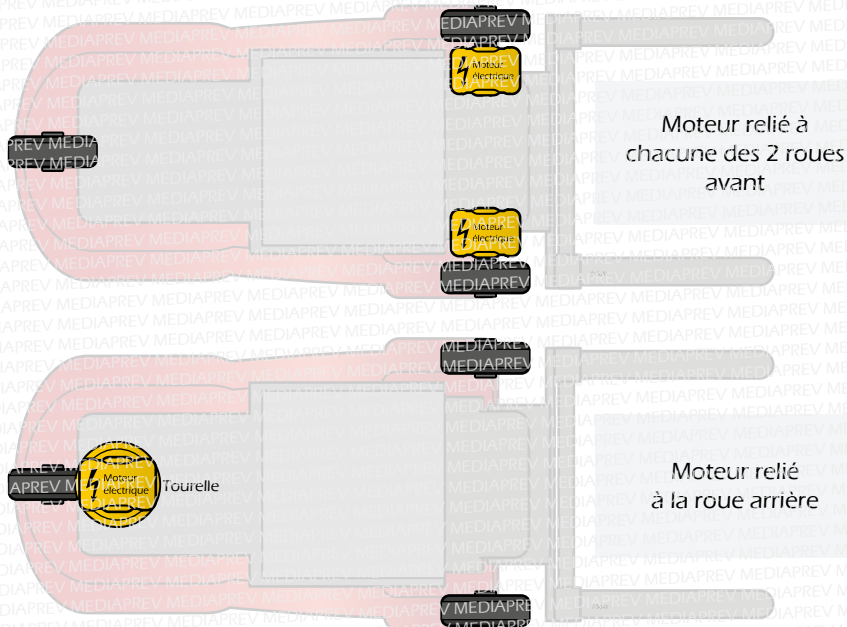 Moteur
électrique
Moteur relié à
chacune des 2 roues
avant
Moteur
électrique
Moteur
électrique
Tourelle
Moteur relié
à la roue arrière
MEDIAPREV